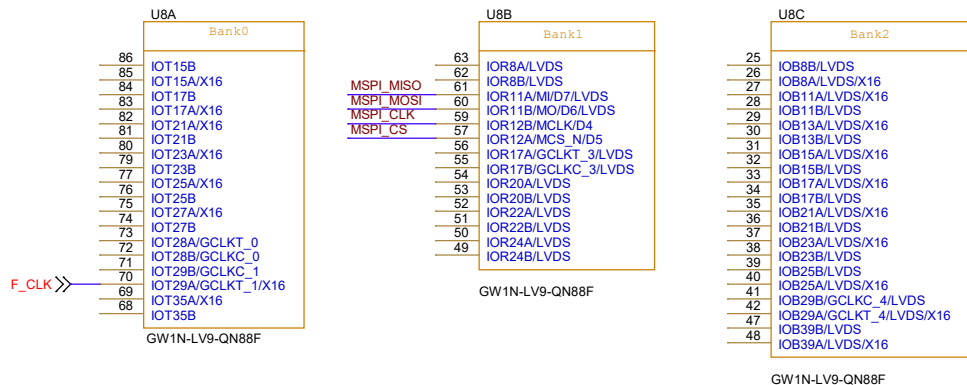 U8A
Bank0
86 IOT15B
85 IOT15A/X16
84 IOT17B
83 IOT17A/X16
82 IOT21A/X16
81 IOT21B
80 IOT23A/X16
79 IOT23B
77 IOT25A/X16
76 IOT25B
75 IOT27A/X16
74 IOT27B
73 IOT28A/GCLKT_0
72 IOT28B/GCLKC_0
71 IOT29B/GCLKC_1
F_CLK 70 IOT29A/GCLKT_1/X16
69 IOT35A/X16
68 IOT35B
GW1N-LV9-QN88F
U8B
Bank1
63 IOR8A/LVDS
62 IOR8B/LVDS
MSPI_MISO 61 IOR11A/MI/D7/LVDS
MSPI_MOSI 60 IOR11B/MO/D6/LVDS
MSPI_CLK 59 IOR12B/MCLK/D4
MSPI_CS 57 IOR12A/MCS_N/D5
56 IOR17A/GCLKT_3/LVDS
55 IOR17B/GCLKC_3/LVDS
54 IOR20A/LVDS
53 IOR20B/LVDS
52 IOR22A/LVDS
51 IOR22B/LVDS
50 IOR24A/LVDS
49 IOR24B/LVDS
GW1N-LV9-QN88F
U8C
Bank2
25 IOB8B/LVDS
26 IOB8A/LVDS/X16
27 IOB11A/LVDS/X16
28 IOB11B/LVDS
29 IOB13A/LVDS/X16
30 IOB13B/LVDS
31 IOB15A/LVDS/X16
32 IOB15B/LVDS
33 IOB17A/LVDS/X16
34 IOB17B/LVDS
35 IOB21A/LVDS/X16
36 IOB21B/LVDS
37 IOB23A/LVDS/X16
38 IOB23B/LVDS
39 IOB25B/LVDS
40 IOB25A/LVDS/X16
41 IOB29B/GCLKC_4/LVDS
42 IOB29A/GCLKT_4/LVDS/X16
47 IOB39B/LVDS
48 IOB39A/LVDS/X16
GW1N-LV9-QN88F